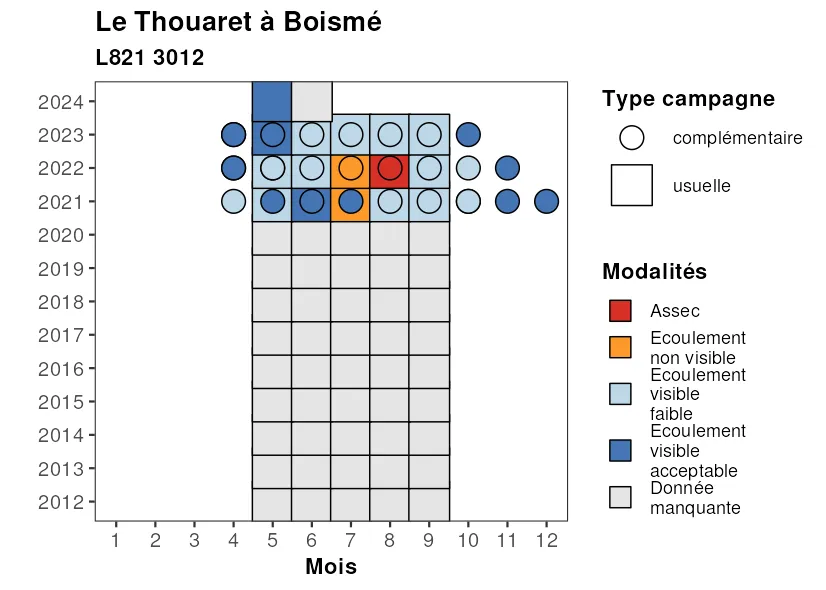 Le Thouaret à Boismé
L821 3012
2024
2023
2022
2021
2020
2019
2018
2017
2016
2015
2014
2013
2012
1 2 3 4 5 6 7 8 9 10 11 12
Mois
Type campagne
complémentaire
usuelle
Modalités
Assec
Ecoulement
non visible
Ecoulement
visible
faible
Ecoulement
visible
acceptable
Donnée
manquante